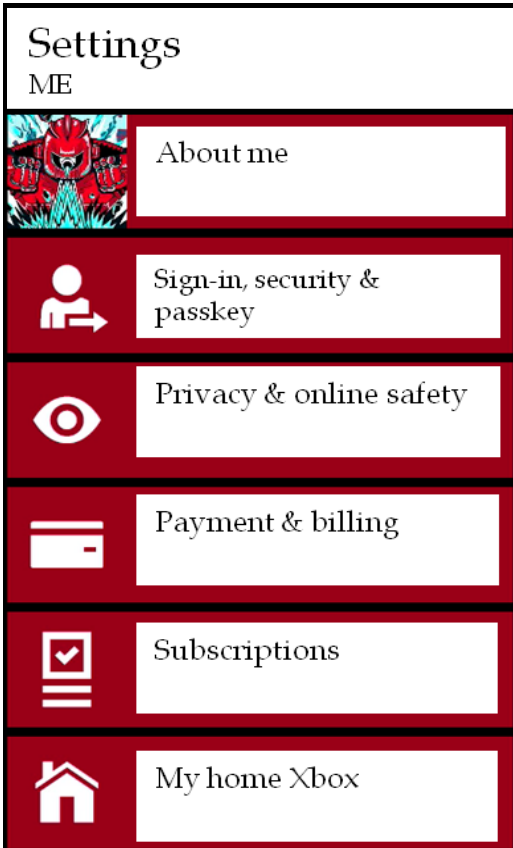 Settings
ME
About me
Sign-in, security &
passkey
Privacy & online safety
Payment & billing
Subscriptions
My home Xbox